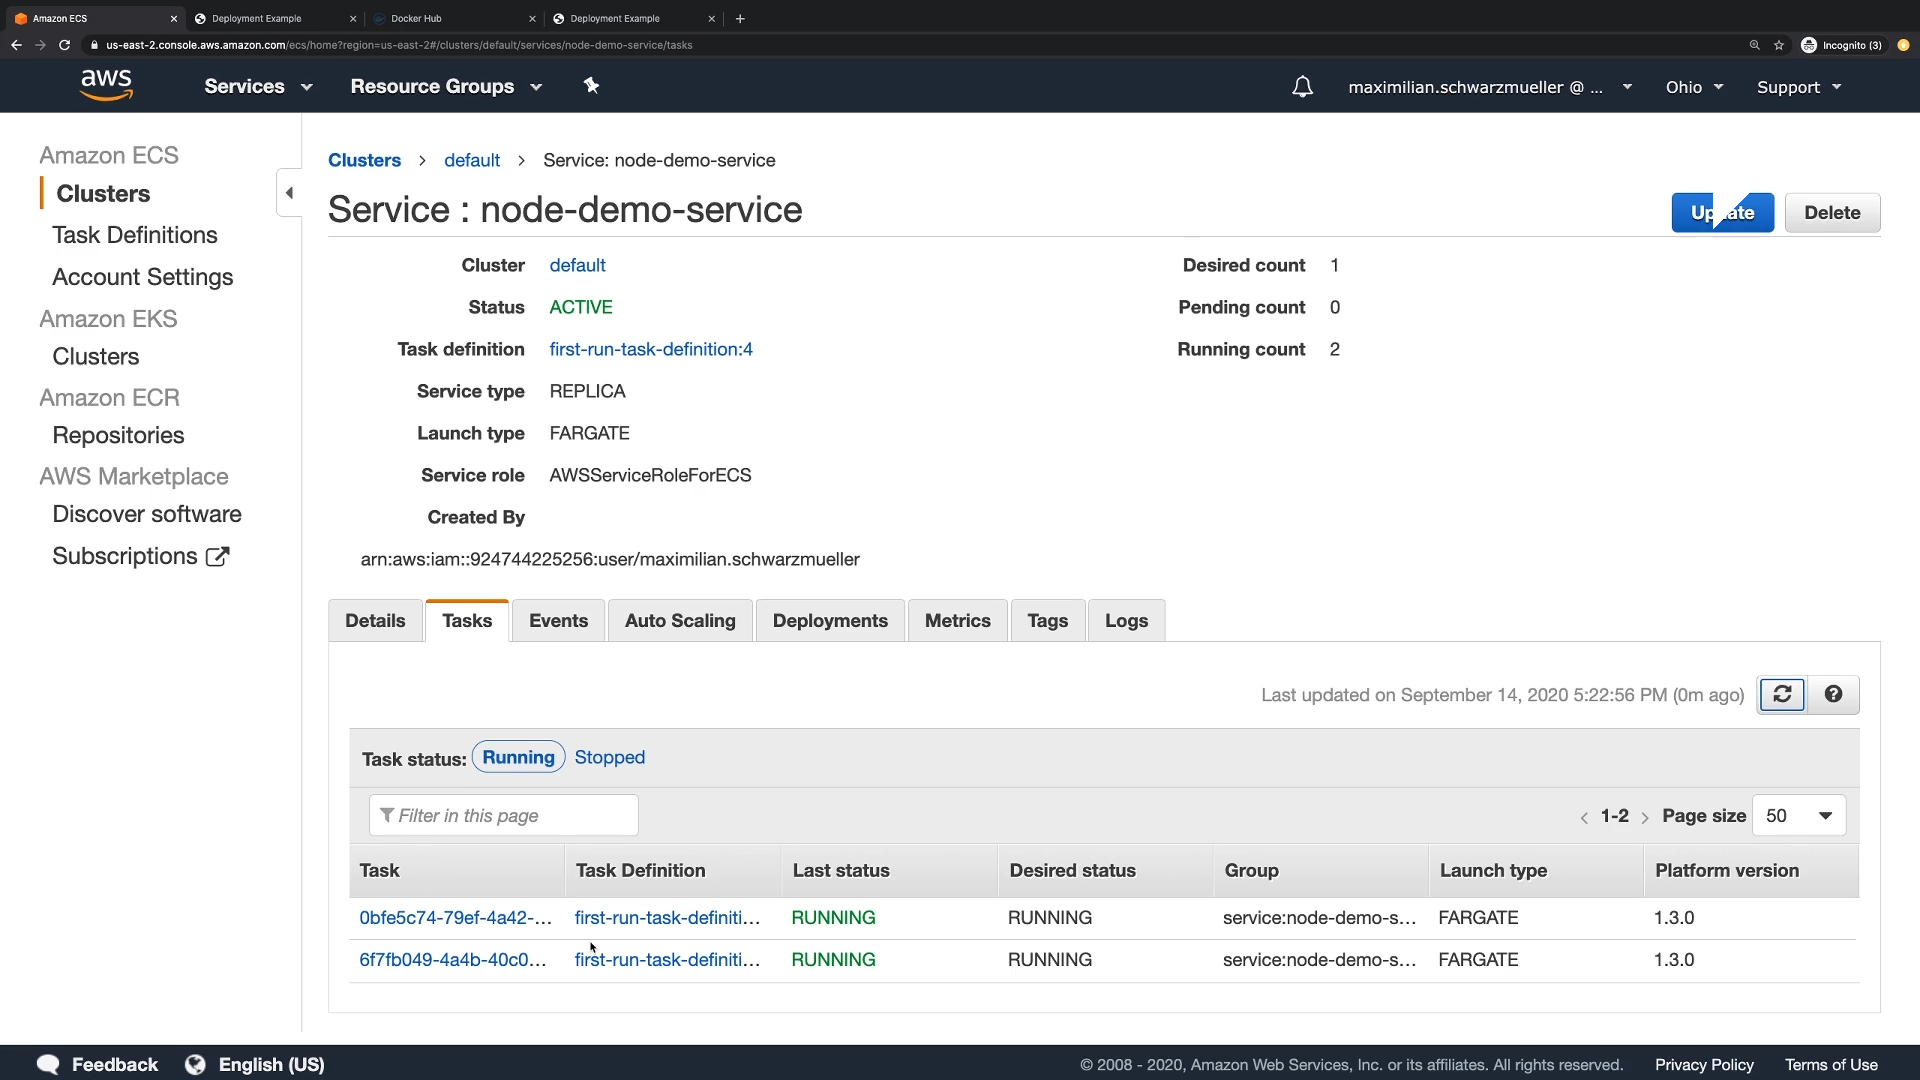 Amazon ECS
Deployment Example
Docker Hub
Deployment Example
us-east-2.console.aws.amazon.com/ecs/home?region=us-east-2#/clusters/default/services/node-demo-service/tasks
Incognito (3)
aws
Services
Resource Groups
maximilian.schwarzmueller @ ...
Ohio
Support
Amazon ECS
Clusters
Task Definitions
Account Settings
Amazon EKS
Clusters
Amazon ECR
Repositories
AWS Marketplace
Discover software
Subscriptions
Clusters > default > Service: node-demo-service
Service : node-demo-service
Update
Delete
Cluster default
Status ACTIVE
Task definition first-run-task-definition:4
Service type REPLICA
Launch type FARGATE
Service role AWSServiceRoleForECS
Created By
arn:aws:iam::924744225256:user/maximilian.schwarzmueller
Desired count 1
Pending count 0
Running count 2
Details
Tasks
Events
Auto Scaling
Deployments
Metrics
Tags
Logs
Last updated on September 14, 2020 5:22:56 PM (0m ago)
Task status: Running Stopped
Filter in this page
< 1-2 > Page size 50
Task Task Definition Last status Desired status Group Launch type Platform version
0bfe5c74-79ef-4a42-... first-run-task-definiti... RUNNING RUNNING service:node-demo-s... FARGATE 1.3.0
6f7fb049-4a4b-40c0... first-run-task-definiti... RUNNING RUNNING service:node-demo-s... FARGATE 1.3.0
Feedback
English (US)
© 2008 - 2020, Amazon Web Services, Inc. or its affiliates. All rights reserved.
Privacy Policy
Terms of Use